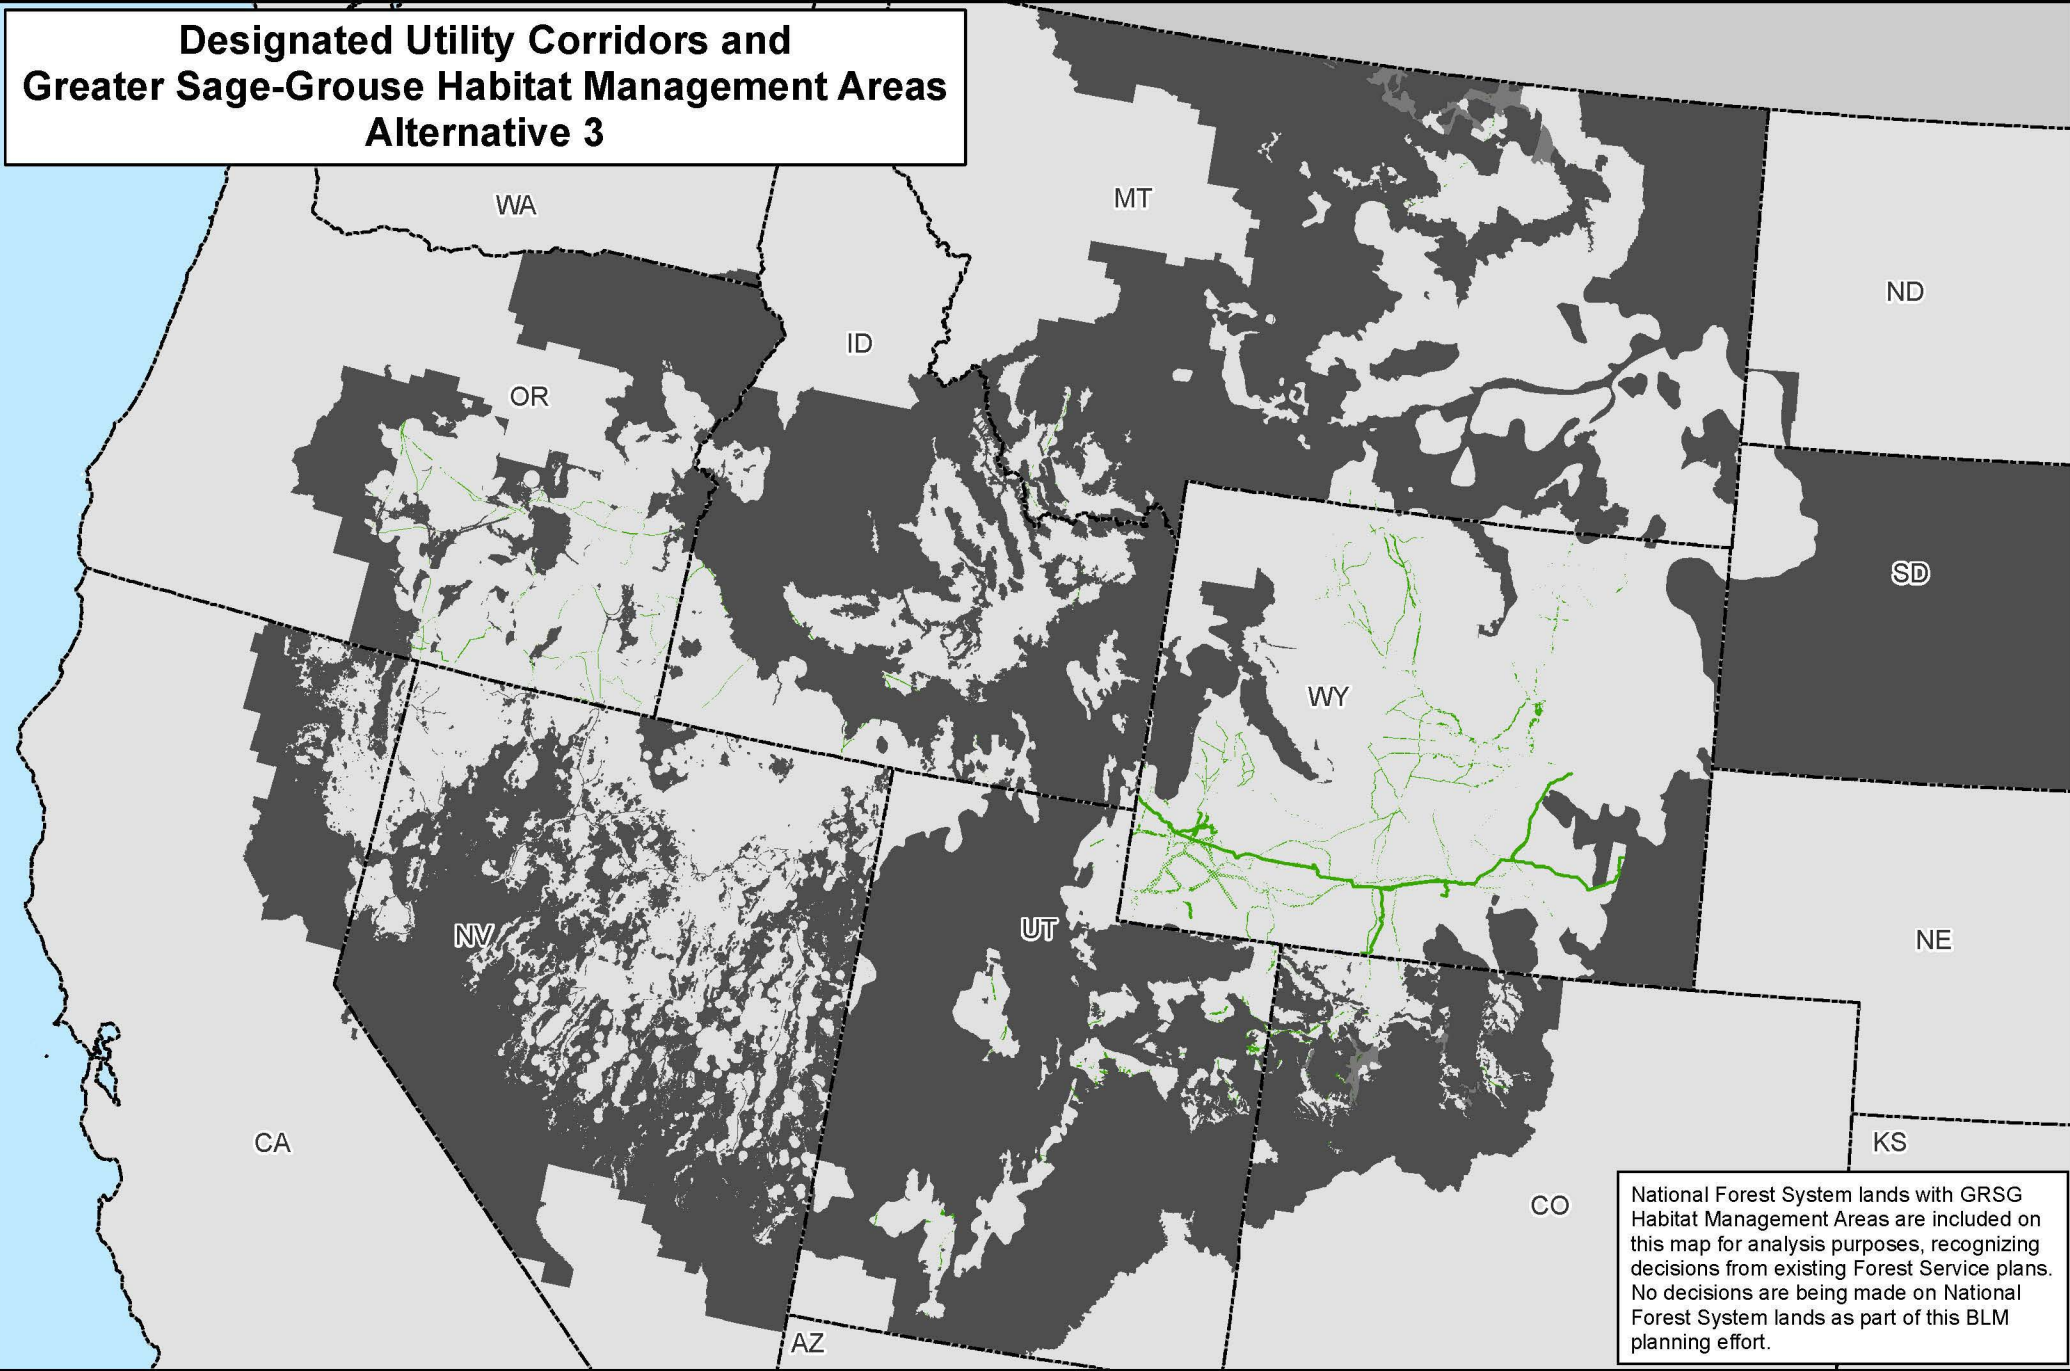 Designated Utility Corridors and
Greater Sage-Grouse Habitat Management Areas
Alternative 3
WA
MT
ND
ID
OR
SD
WY
NV
UT
NE
CA
KS
CO
AZ
National Forest System lands with GRSG
Habitat Management Areas are included on
this map for analysis purposes, recognizing
decisions from existing Forest Service plans.
No decisions are being made on National
Forest System lands as part of this BLM
planning effort.